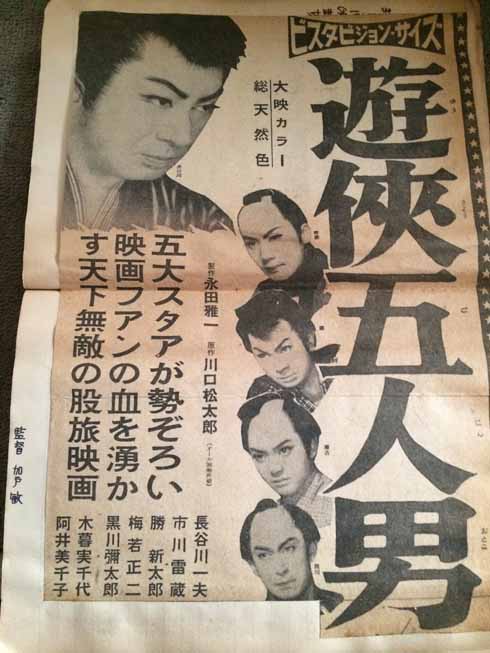 ビスタビジョン・サイズ
遊俠五人男
大映カラー
総天然色
製作 永田雅一 原作 川口松太郎
五大スタアが勢ぞろい
映画フアンの血を湧か
す天下無敵の股旅映画
長谷川一夫
市川雷蔵
勝新太郎
梅若正二
黒川彌太郎
木暮実千代
阿井美千子
監督 加戸敏